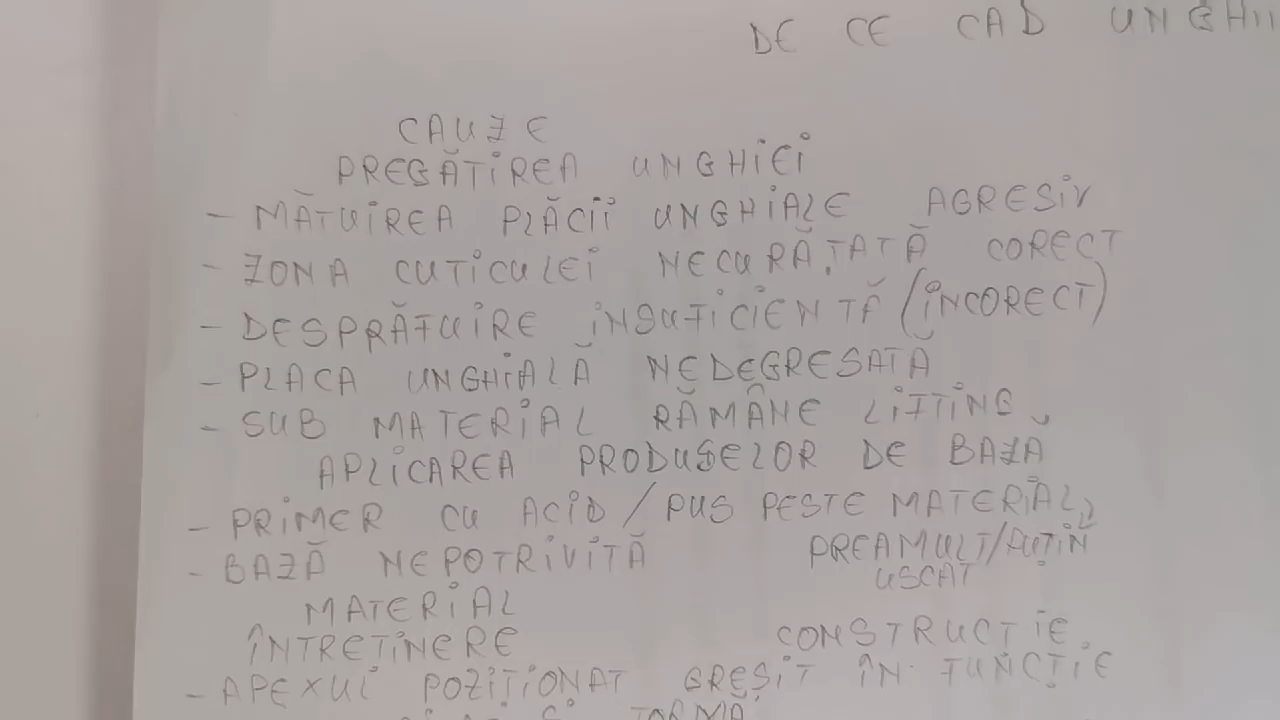 DE CE CAD UNGHII
CAUZE
PREGĂTIREA UNGHIEI
- MĂTUIREA PLĂCII UNGHIALE AGRESIV
- ZONA CUTICULEI NECURĂȚATĂ CORECT
- DESPRĂFUIRE INSUFICIENTĂ (INCORECT)
- PLACA UNGHIALĂ NEDEGRESATĂ
- SUB MATERIAL RĂMÂNE LIFTING
APLICAREA PRODUSELOR DE BAZĂ
- PRIMER CU ACID / PUS PESTE MATERIAL,
PREAMULT/PUȚIN
- BAZĂ NEPOTRIVITĂ
USCAT
MATERIAL
ÎNTREȚINERE CONSTRUCȚIE
- APEXUL POZIȚIONAT GREȘIT ÎN FUNCȚIE
FORMA